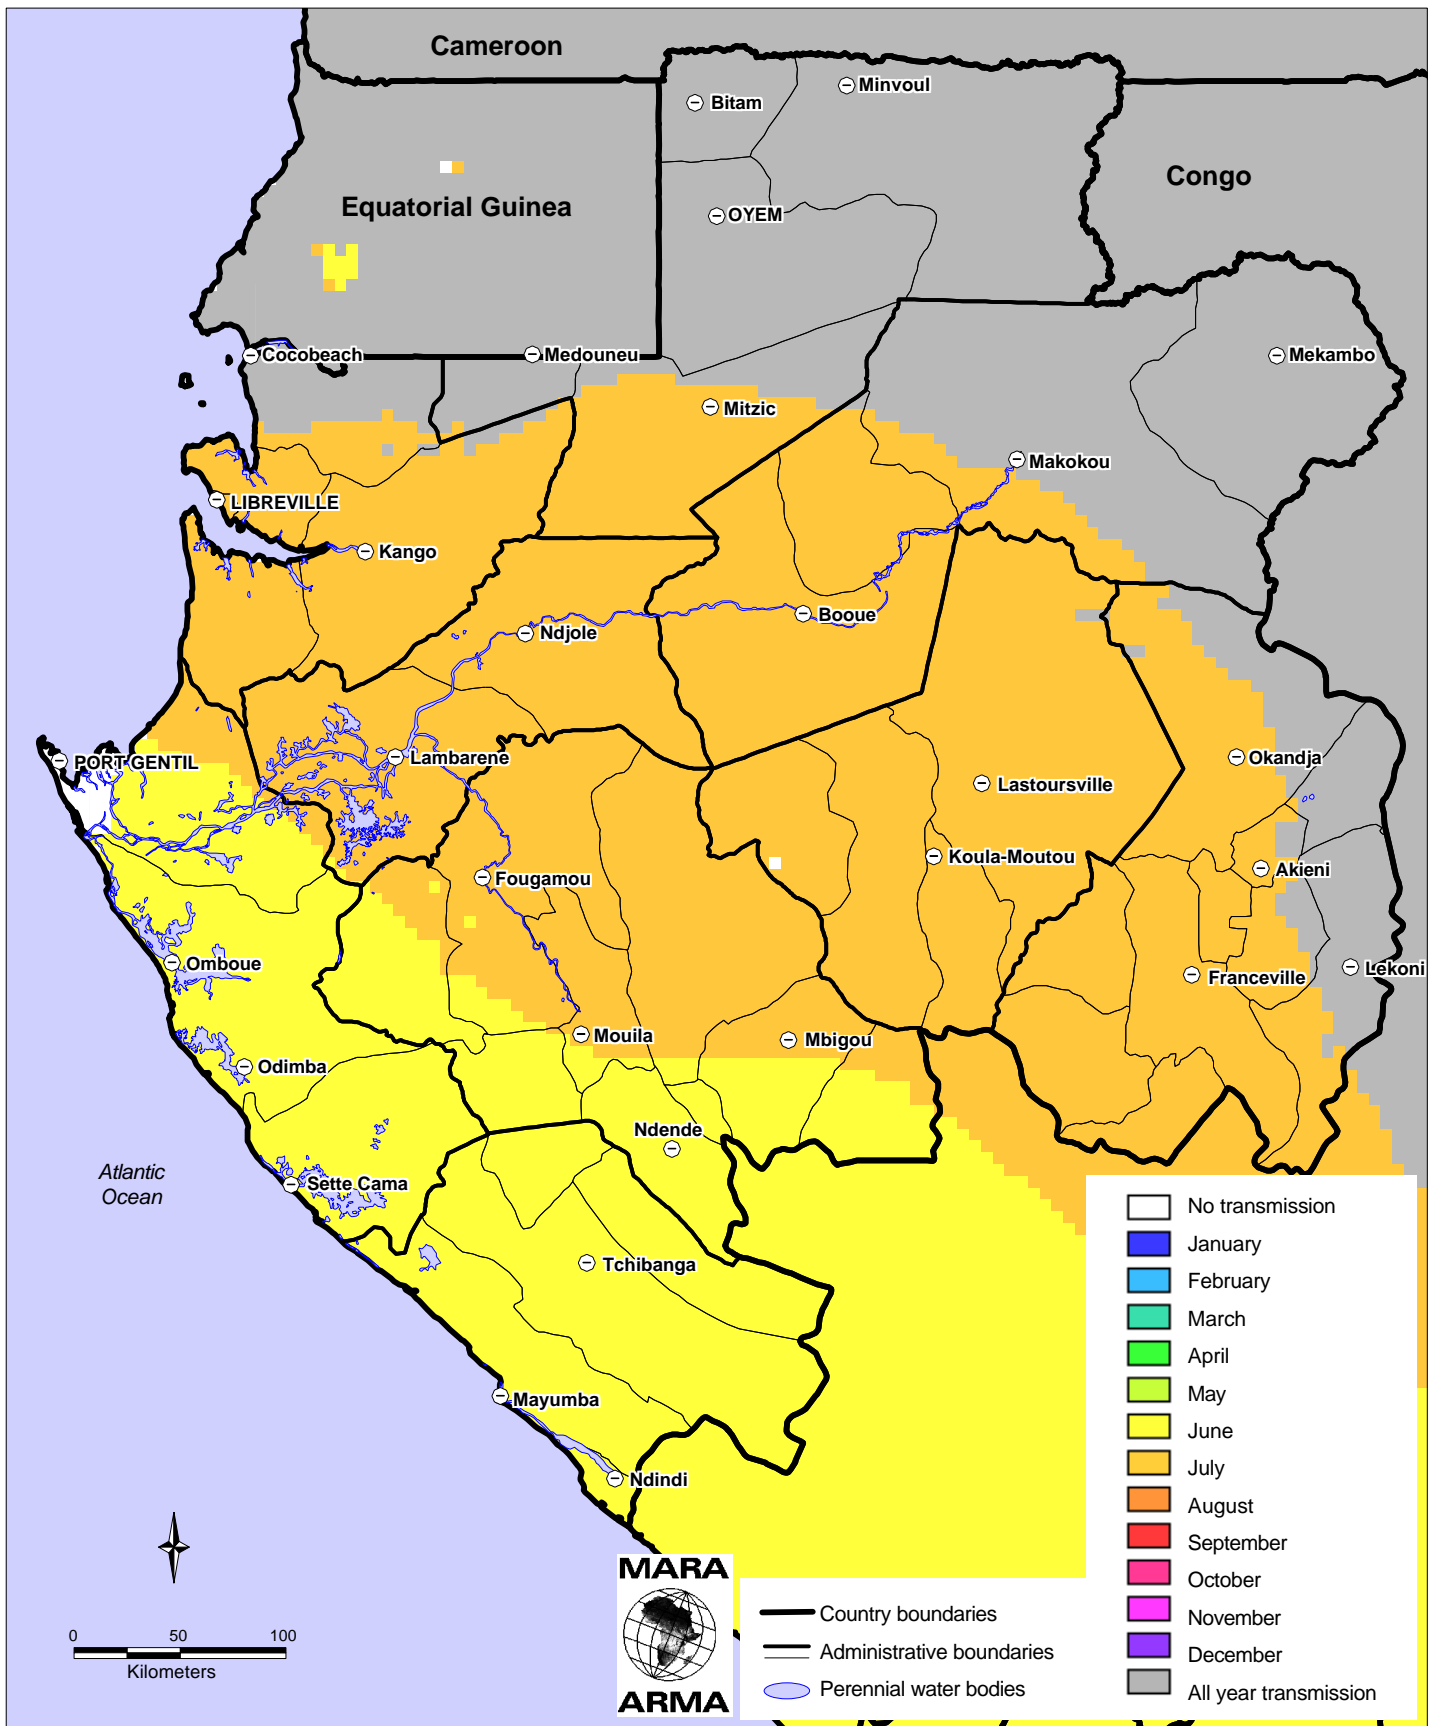 Cameroon
Minvoul
Bitam
Congo
Equatorial Guinea
OYEM
Cocobeach
Medouneu
Mekambo
Mitzic
Makokou
LIBREVILLE
Kango
Booue
Ndjole
PORT GENTIL
Lambarene
Okandja
Lastoursville
Koula-Moutou
Akieni
Fougamou
Omboue
Lekoni
Franceville
Mouila
Mbigou
Odimba
Ndende
Atlantic
Ocean
Sette Cama
Tchibanga
Mayumba
Ndindi
No transmission
January
February
March
April
May
June
July
August
September
October
November
December
All year transmission
MARA
ARMA
Country boundaries
Administrative boundaries
Perennial water bodies
0 50 100
Kilometers